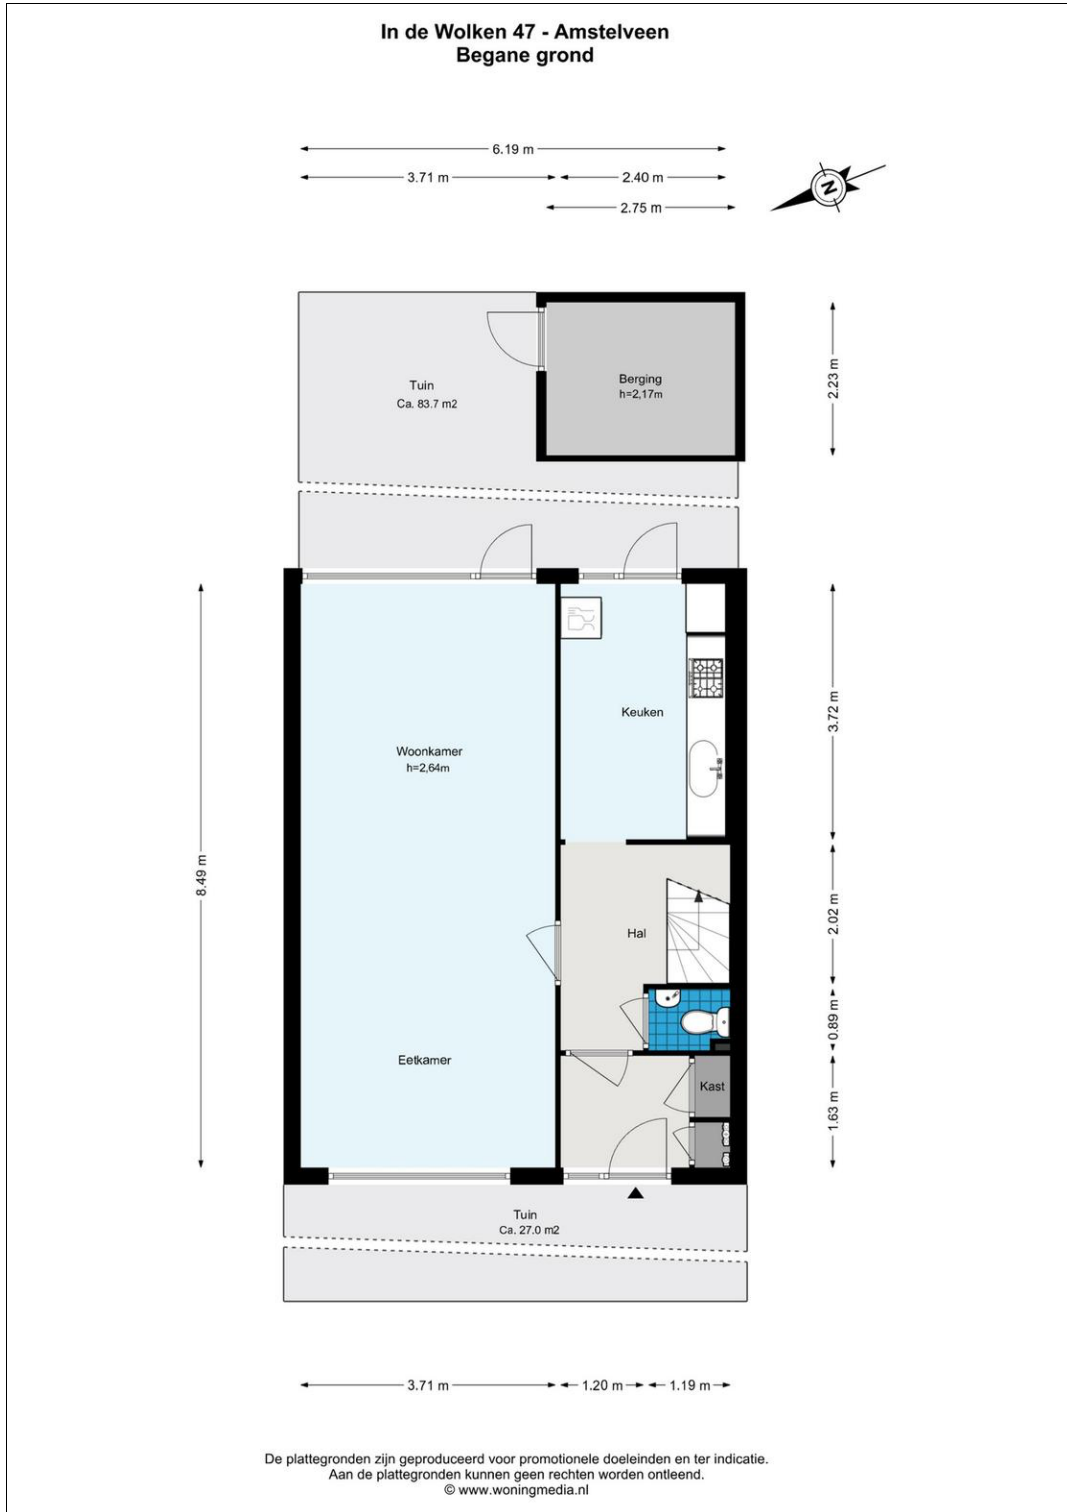 In de Wolken 47 - Amstelveen
Begane grond
6.19 m
3.71 m
2.40 m
2.75 m
N
Berging
h=2,17m
Tuin
Ca. 83.7 m2
2.23 m
Keuken
3.72 m
Woonkamer
h=2,64m
8.49 m
2.02 m
Hal
0.89 m
Eetkamer
Kast
1.63 m
Tuin
Ca. 27.0 m2
3.71 m
1.20 m
1.19 m
De plattegronden zijn geproduceerd voor promotionele doeleinden en ter indicatie.
Aan de plattegronden kunnen geen rechten worden ontleend.
© www.woningmedia.nl